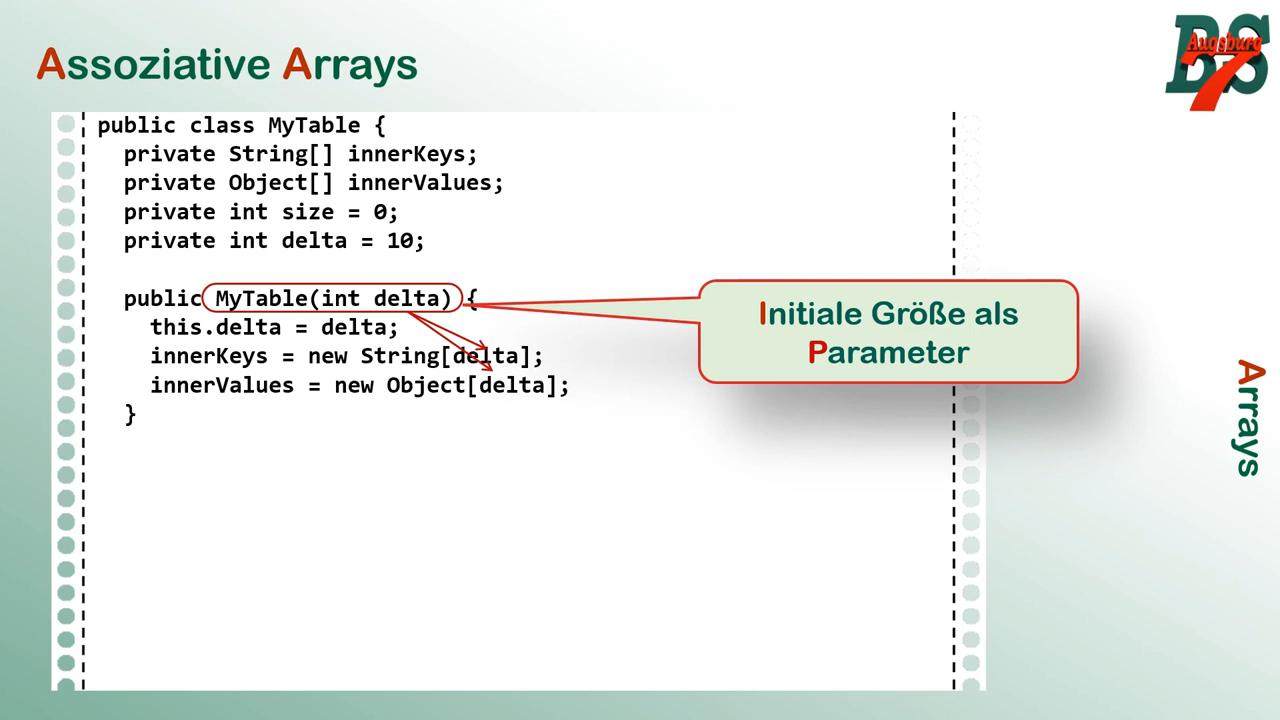 Assoziative Arrays
BS
Augsburg
7
public class MyTable {
  private String[] innerKeys;
  private Object[] innerValues;
  private int size = 0;
  private int delta = 10;
  public MyTable(int delta) {
    this.delta = delta;
    innerKeys = new String[delta];
    innerValues = new Object[delta];
  }
Initiale Größe als
Parameter
Arrays